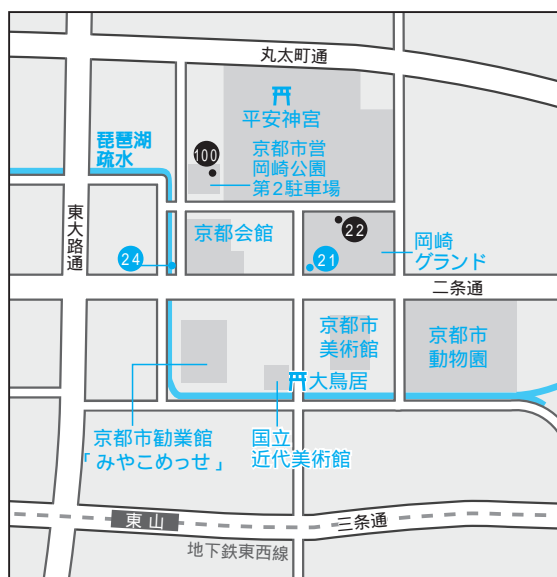 丸太町通
平安神宮
琵琶湖
疏水
100
京都市営
岡崎公園
第2駐車場
東大路通
京都会館
22
岡崎
グランド
24
21
二条通
京都市
美術館
京都市
動物園
大鳥居
京都市勧業館
「みやこめっせ」
国立
近代美術館
東山
三条通
地下鉄東西線